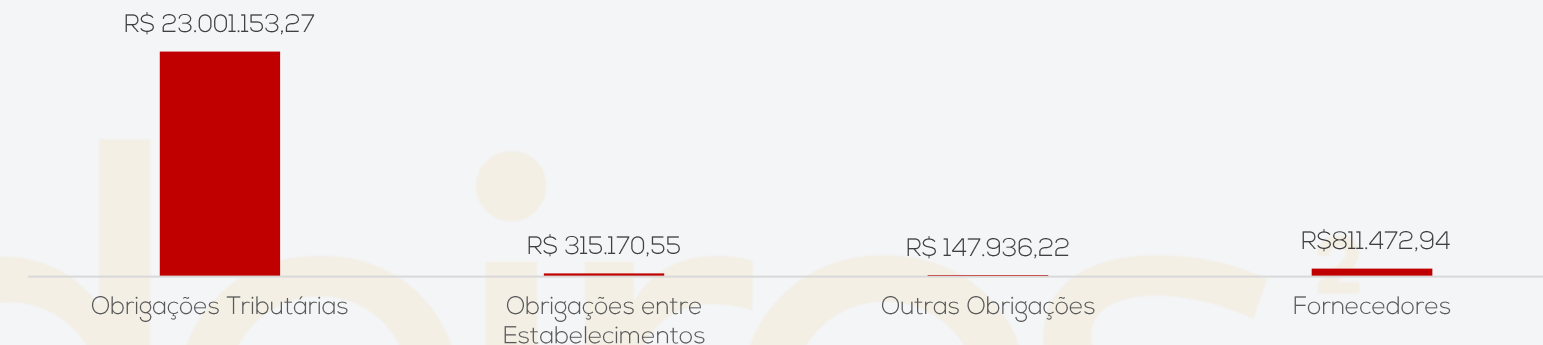 R$ 23.001.153,27
R$ 315.170,55
R$ 147.936,22
R$811.472,94
Obrigações Tributárias
Obrigações entre
Estabelecimentos
Outras Obrigações
Fornecedores